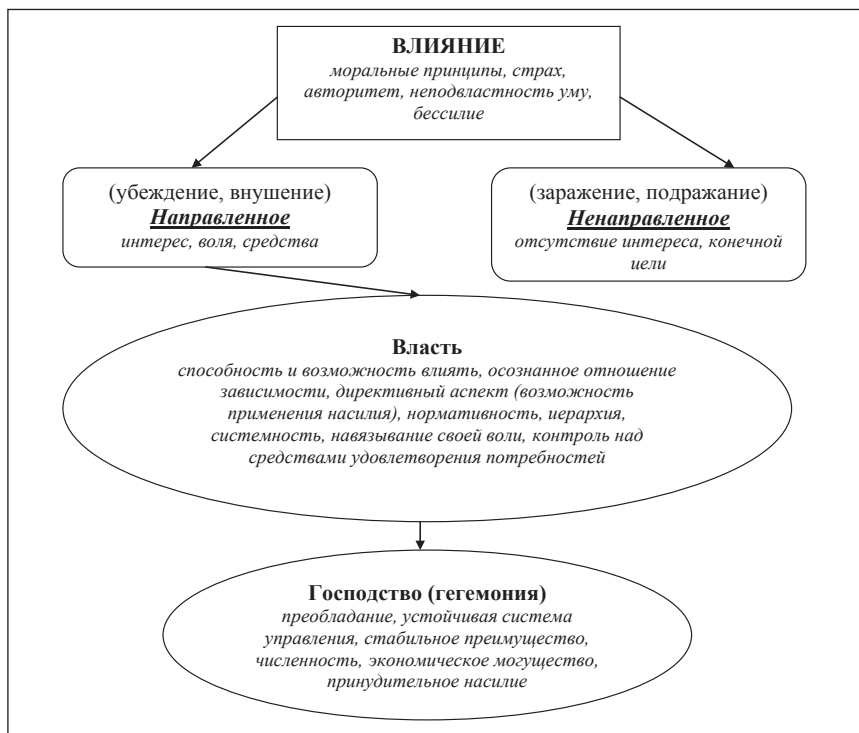 ВЛИЯНИЕ
моральные принципы, страх,
авторитет, неподвластность уму,
бессилие
(убеждение, внушение)
Направленное
интерес, воля, средства
(заражение, подражание)
Ненаправленное
отсутствие интереса, конечной
цели
Власть
способность и возможность влиять, осознанное отношение
зависимости, директивный аспект (возможность
применения насилия), нормативность, иерархия,
системность, навязывание своей воли, контроль над
средствами удовлетворения потребностей
Господство (гегемония)
преобладание, устойчивая система
управления, стабильное преимущество,
численность, экономическое могущество,
принудительное насилие